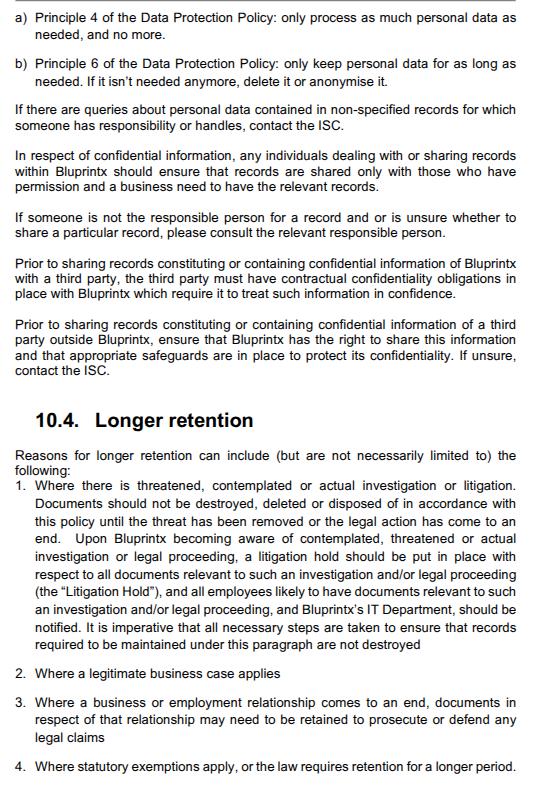 a) Principle 4 of the Data Protection Policy: only process as much personal data as
needed, and no more.
b) Principle 6 of the Data Protection Policy: only keep personal data for as long as
needed. If it isn't needed anymore, delete it or anonymise it.
If there are queries about personal data contained in non-specified records for which
someone has responsibility or handles, contact the ISC.
In respect of confidential information, any individuals dealing with or sharing records
within Bluprintx should ensure that records are shared only with those who have
permission and a business need to have the relevant records.
If someone is not the responsible person for a record and or is unsure whether to
share a particular record, please consult the relevant responsible person.
Prior to sharing records constituting or containing confidential information of Bluprintx
with a third party, the third party must have contractual confidentiality obligations in
place with Bluprintx which require it to treat such information in confidence.
Prior to sharing records constituting or containing confidential information of a third
party outside Bluprintx, ensure that Bluprintx has the right to share this information
and that appropriate safeguards are in place to protect its confidentiality. If unsure,
contact the ISC.
10.4. Longer retention
Reasons for longer retention can include (but are not necessarily limited to) the
following:
1. Where there is threatened, contemplated or actual investigation or litigation.
Documents should not be destroyed, deleted or disposed of in accordance with
this policy until the threat has been removed or the legal action has come to an
end. Upon Bluprintx becoming aware of contemplated, threatened or actual
investigation or legal proceeding, a litigation hold should be put in place with
respect to all documents relevant to such an investigation and/or legal proceeding
(the “Litigation Hold”), and all employees likely to have documents relevant to such
an investigation and/or legal proceeding, and Bluprintx's IT Department, should be
notified. It is imperative that all necessary steps are taken to ensure that records
required to be maintained under this paragraph are not destroyed
2. Where a legitimate business case applies
3. Where a business or employment relationship comes to an end, documents in
respect of that relationship may need to be retained to prosecute or defend any
legal claims
4. Where statutory exemptions apply, or the law requires retention for a longer period.